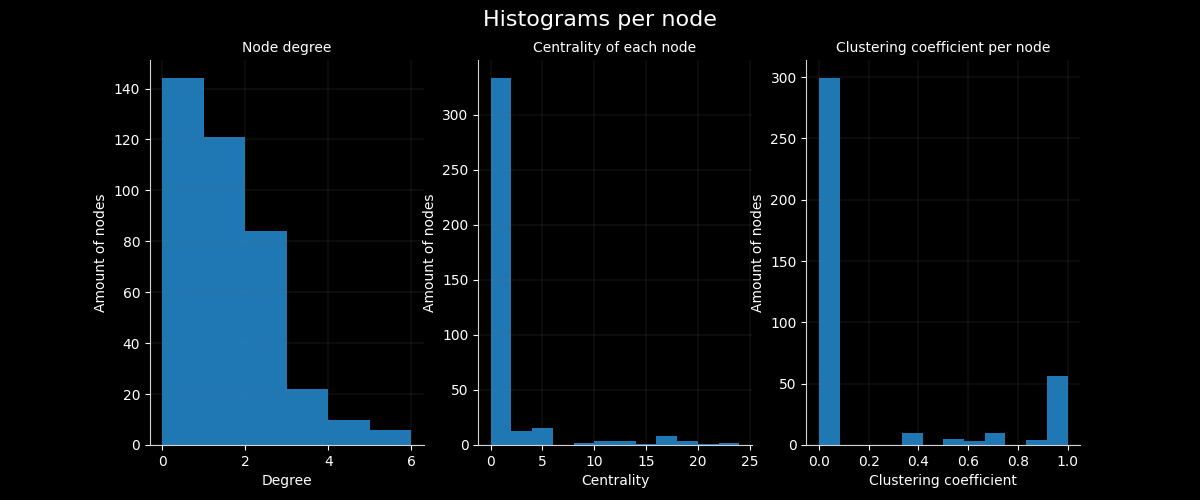 Histograms per node
Node degree
140
120
100
80
60
40
20
0
Amount of nodes
0 2 4 6
Degree
Centrality of each node
300
250
200
150
100
50
0
Amount of nodes
0 5 10 15 20 25
Centrality
Clustering coefficient per node
300
250
200
150
100
50
0
Amount of nodes
0.0 0.2 0.4 0.6 0.8 1.0
Clustering coefficient